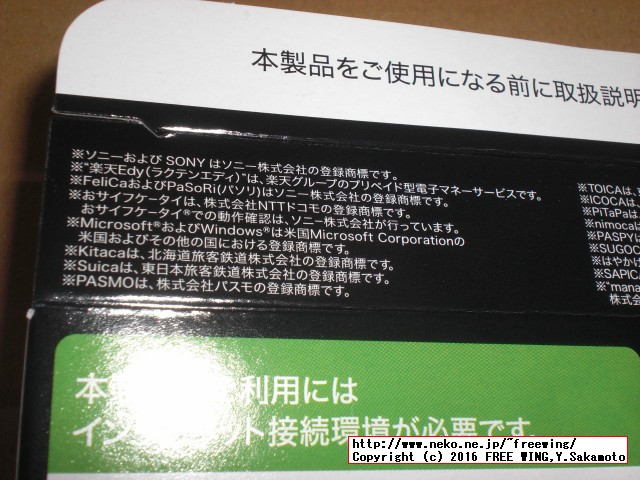 本製品をご使用になる前に取扱説明
※ソニーおよび SONY はソニー株式会社の登録商標です。
※"楽天Edy(ラクテンエディ)"は、楽天グループのプリペイド型電子マネーサービスです。
※FeliCaおよびPaSoRi(パソリ)はソニー株式会社の登録商標です。
※おサイフケータイは、株式会社NTTドコモの登録商標です。
おサイフケータイ®での動作確認は、ソニー株式会社が行っています。
※Microsoft®およびWindows®は米国Microsoft Corporationの
米国およびその他の国における登録商標です。
※Kitacaは、北海道旅客鉄道株式会社の登録商標です。
※Suicaは、東日本旅客鉄道株式会社の登録商標です。
※PASMOは、株式会社パスモの登録商標です。
※TOICAは、
※ICOCAは、
※PiTaPaは
※nimocaは
※PASPYは
※SUGOC
※はやかけ
※SAPICA
※"mana
株式会
本 利用には
イン ット接続環境が必要です
http://www.neko.ne.jp/~freewing/
Copyright (c) 2016 FREE WING,Y.Sakamoto